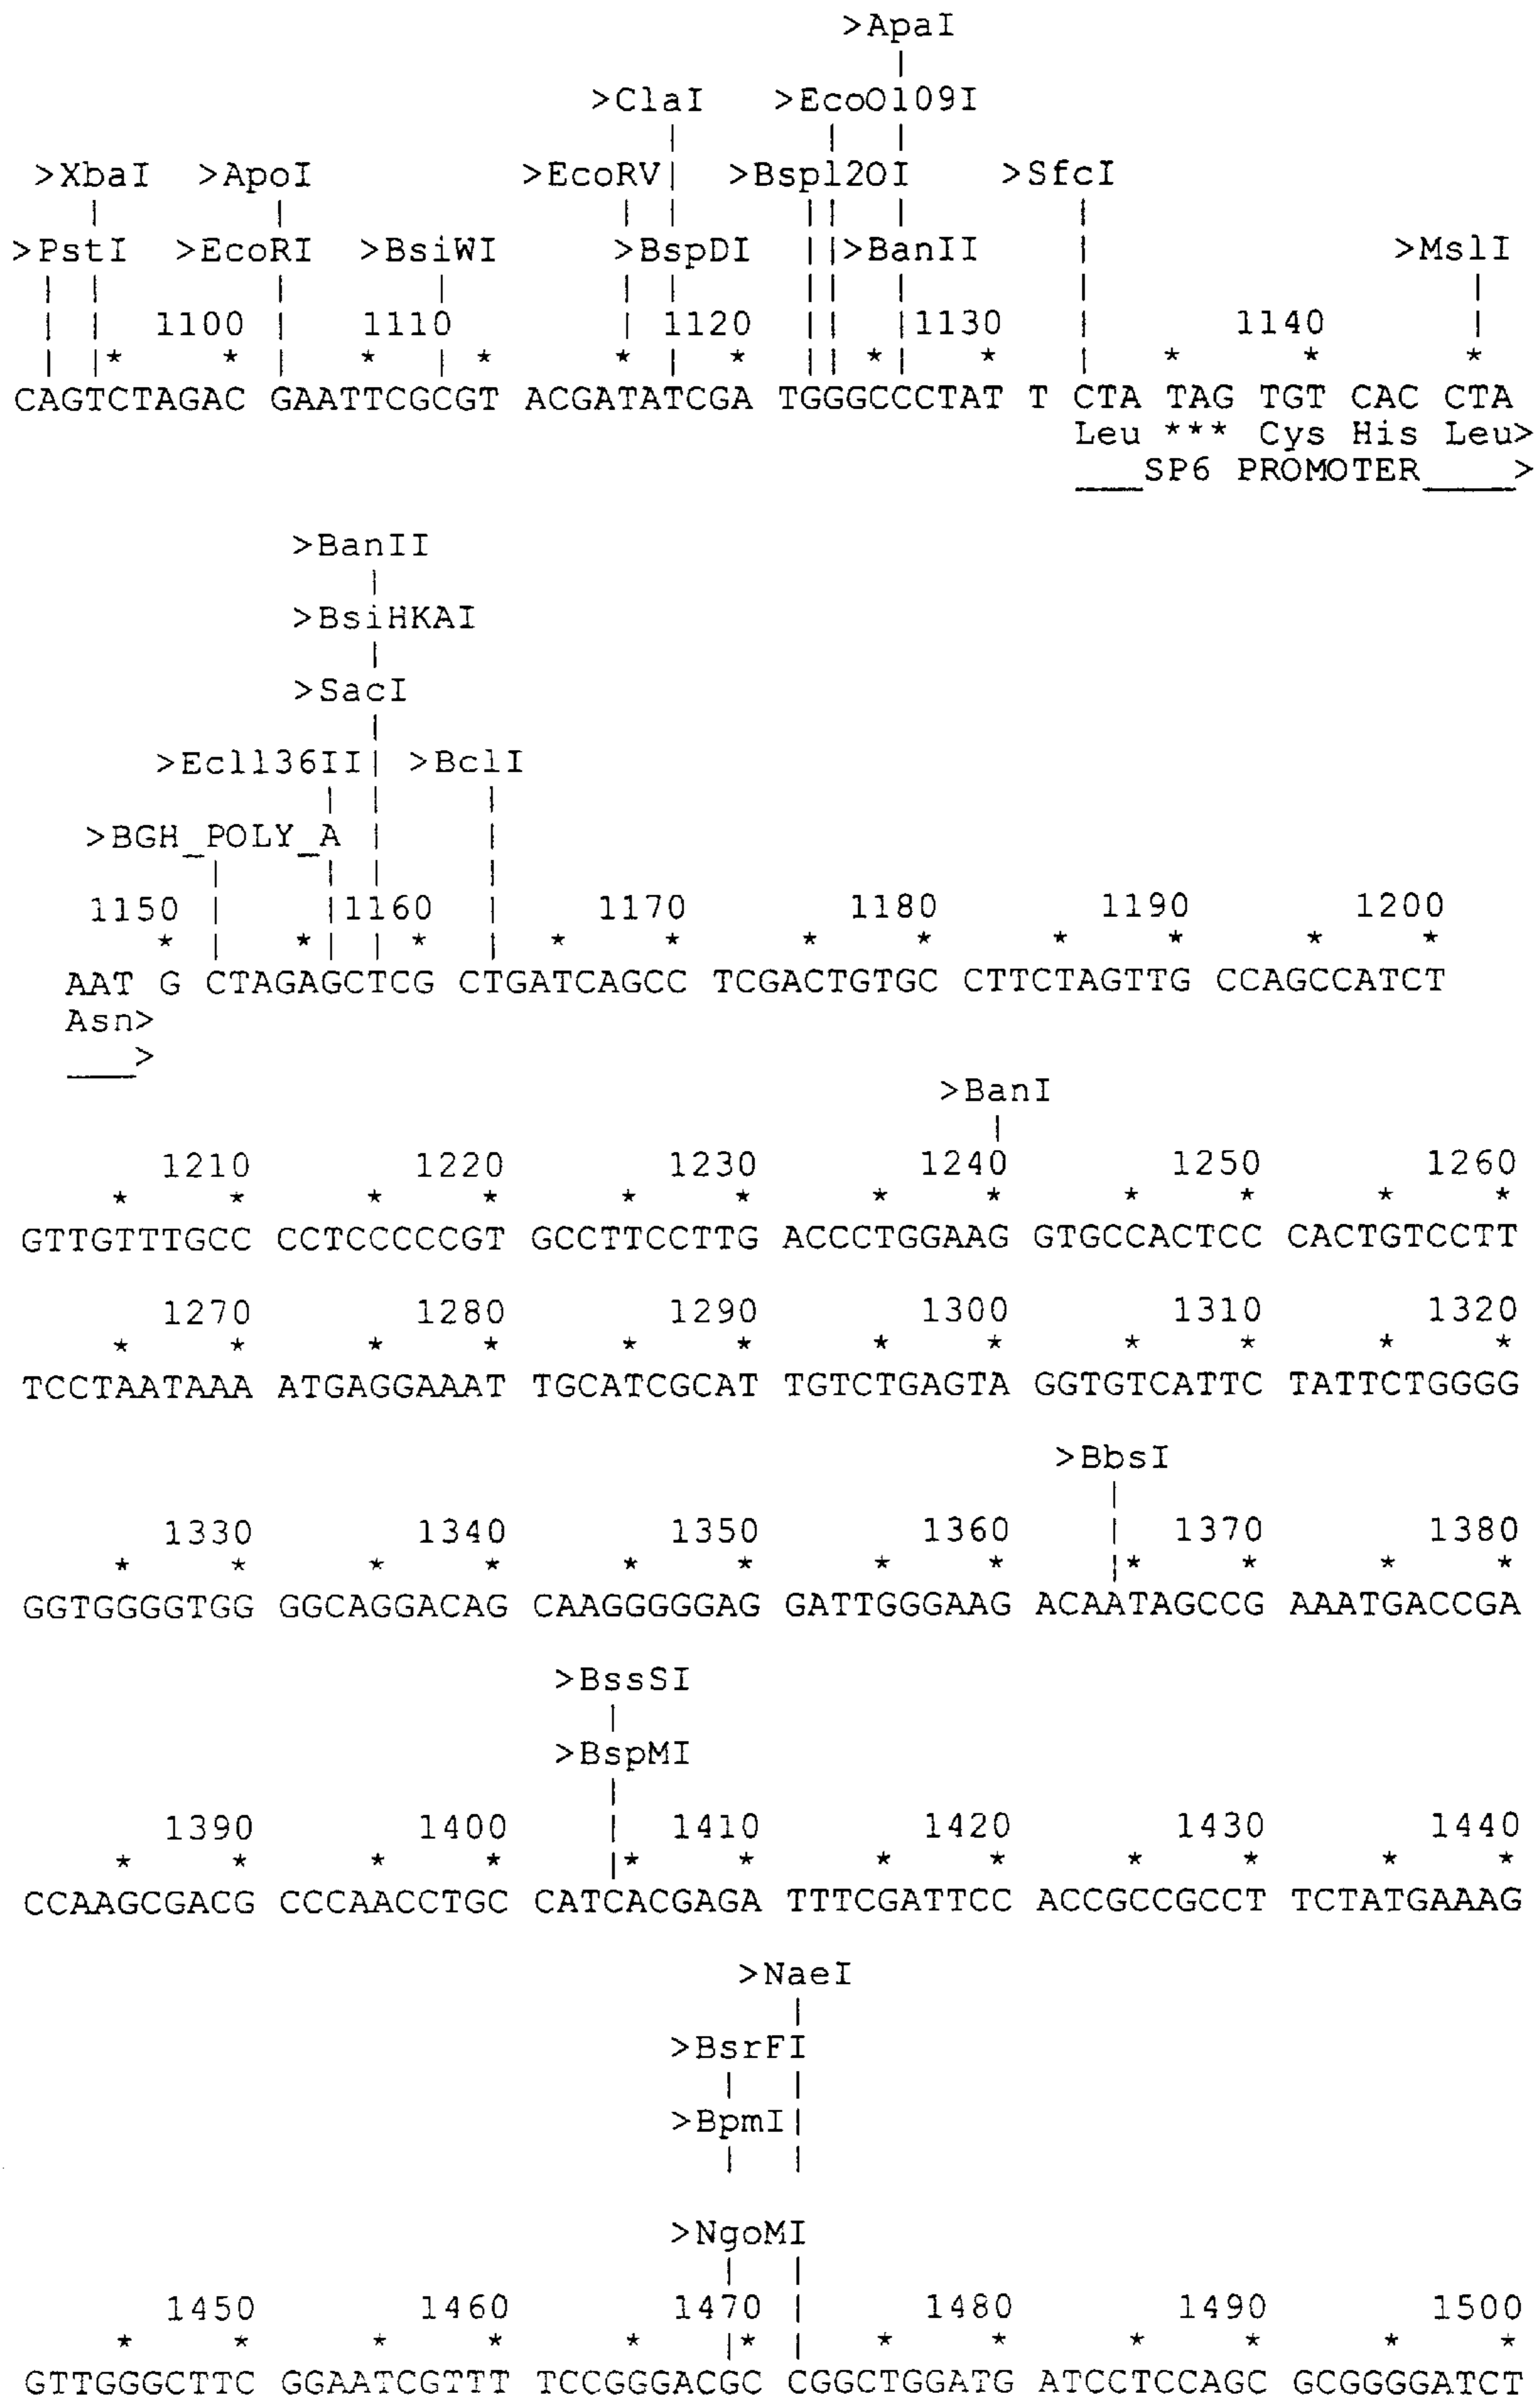 >ApaI
>ClaI >EcoO109I
>XbaI >ApoI >EcoRV >Bsp120I >SfcI
>PstI >EcoRI >BsiWI >BspDI >BanII >MslI
1100 1110 1120 1130 1140
* * * * * * * * * * *
CAGTCTAGAC GAATTCGCGT ACGATATCGA TGGGCCCTAT T CTA TAG TGT CAC CTA
Leu *** Cys His Leu>
___SP6 PROMOTER____>
>BanII
>BsiHKAI
>SacI
>Ecl136II >BclI
>BGH_POLY_A
1150 1160 1170 1180 1190 1200
* * * * * * * * * * *
AAT G CTAGAGCTCG CTGATCAGCC TCGACTGTGC CTTCTAGTTG CCAGCCATCT
Asn>
___>
>BanI
1210 1220 1230 1240 1250 1260
* * * * * * * * * * * *
GTTGTTTGCC CCTCCCCCGT GCCTTCCTTG ACCCTGGAAG GTGCCACTCC CACTGTCCTT
1270 1280 1290 1300 1310 1320
* * * * * * * * * * * *
TCCTAATAAA ATGAGGAAAT TGCATCGCAT TGTCTGAGTA GGTGTCATTC TATTCTGGGG
>BbsI
1330 1340 1350 1360 1370 1380
* * * * * * * * * * * *
GGTGGGGTGG GGCAGGACAG CAAGGGGGAG GATTGGGAAG ACAATAGCCG AAATGACCGA
>BssSI
>BspMI
1390 1400 1410 1420 1430 1440
* * * * * * * * * * * *
CCAAGCGACG CCCAACCTGC CATCACGAGA TTTCGATTCC ACCGCCGCCT TCTATGAAAG
>NaeI
>BsrFI
>BpmI
>NgoMI
1450 1460 1470 1480 1490 1500
* * * * * * * * * * * *
GTTGGGCTTC GGAATCGTTT TCCGGGACGC CGGCTGGATG ATCCTCCAGC GCGGGGATCT